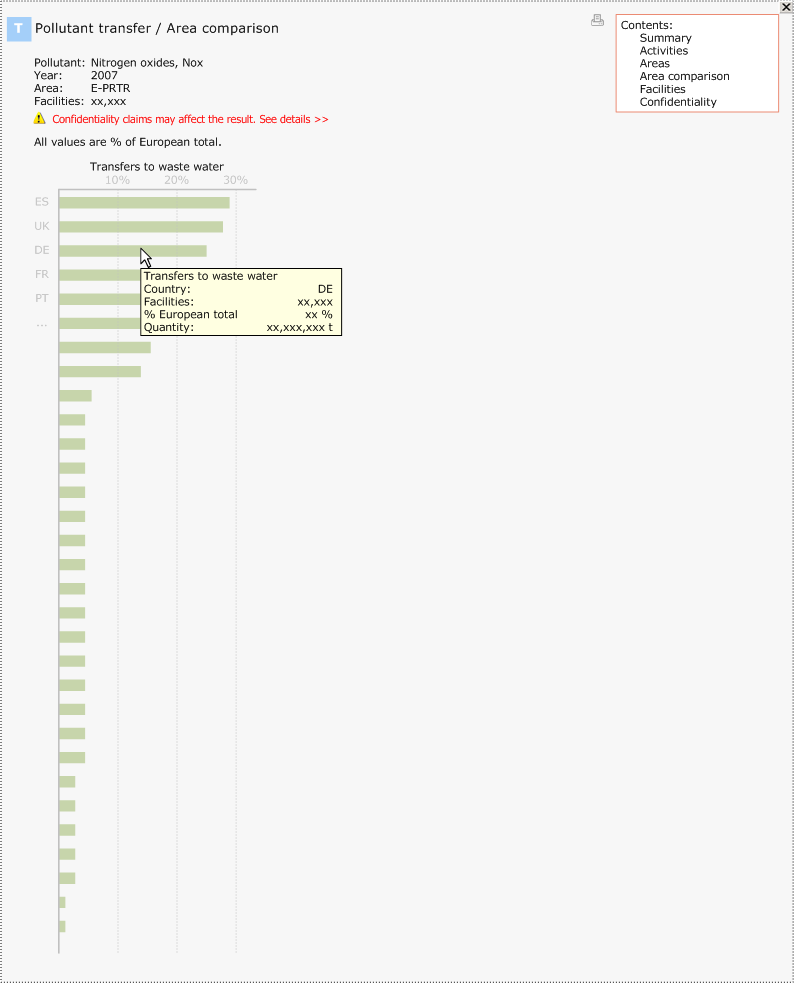 T Pollutant transfer / Area comparison
Contents:
Summary
Activities
Areas
Area comparison
Facilities
Confidentiality
Pollutant: Nitrogen oxides, Nox
Year: 2007
Area: E-PRTR
Facilities: xx,xxx
Confidentiality claims may affect the result. See details >>
All values are % of European total.
Transfers to waste water
10% 20% 30%
ES
UK
DE
FR
PT
...
Transfers to waste water
Country: DE
Facilities: xx,xxx
% European total xx %
Quantity: xx,xxx,xxx t